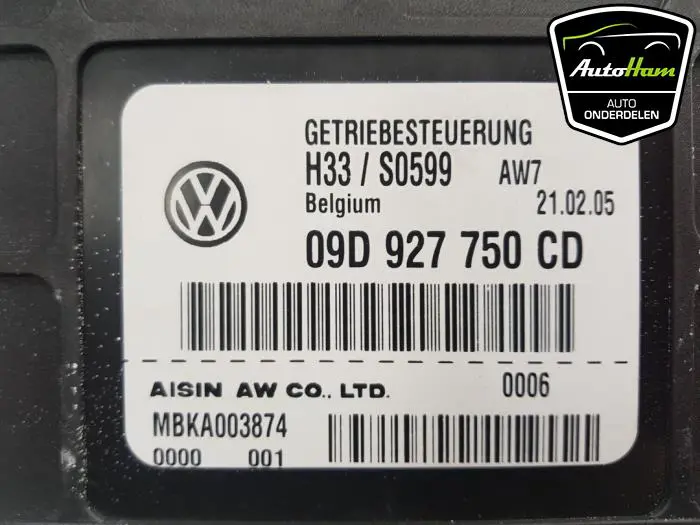 AutoHam
AUTO
ONDERDELEN
GETRIEBESTEUERUNG
H33 / S0599 AW7
Belgium 21.02.05
09D 927 750 CD
AISIN AW CO., LTD. 0006
MBKA003874
0000 001